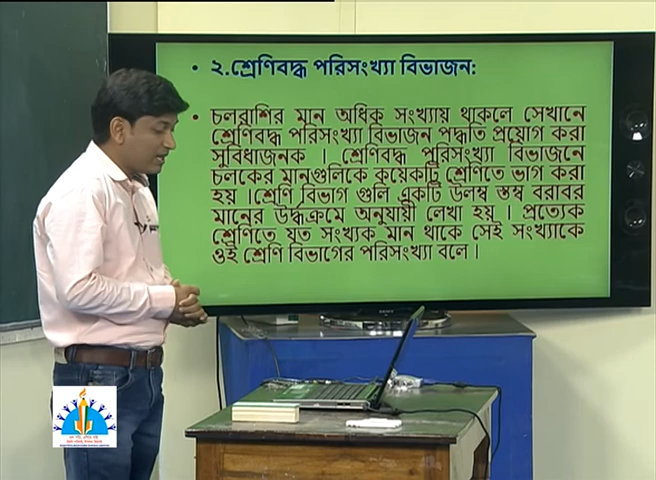 • ২.শ্রেণিবদ্ধ পরিসংখ্যা বিভাজন:
• চলরাশির মান অধিক সংখ্যায় থাকলে সেখানে
শ্রেণিবদ্ধ পরিসংখ্যা বিভাজন পদ্ধতি প্রয়োগ করা
সুবিধাজনক । শ্রেণিবদ্ধ পরিসংখ্যা বিভাজনে
চলকের মানগুলিকে কয়েকটি শ্রেণিতে ভাগ করা
হয় ।শ্রেণি বিভাগ গুলি একটি উলম্ব স্তম্ব বরাবর
মানের উর্দ্ধক্রমে অনুযায়ী লেখা হয় । প্রত্যেক
শ্রেণিতে যত সংখ্যক মান থাকে সেই সংখ্যাকে
ওই শ্রেণি বিভাগের পরিসংখ্যা বলে ।